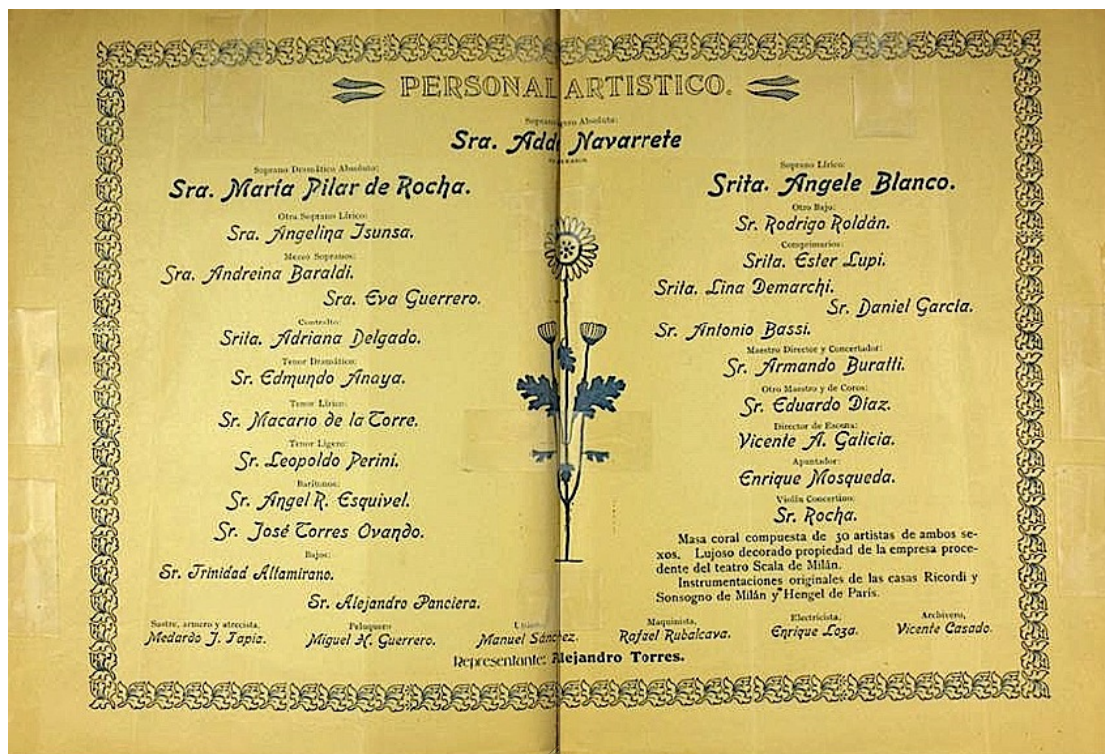 PERSONAL ARTISTICO.
Soprano Ligero Absoluta:
Sra. Adda Navarrete
Soprano Dramático Absoluta:
Sra. María Pilar de Rocha.
Otra Soprano Lírico:
Sra. Angelina Isunsa.
Mezzo Sopranos:
Sra. Andreina Baraldi.
Sra. Eva Guerrero.
Contralto:
Srita. Adriana Delgado.
Tenor Dramático:
Sr. Edmundo Anaya.
Tenor Lírico:
Sr. Macario de la Torre.
Tenor Ligero:
Sr. Leopoldo Perini.
Barítonos:
Sr. Angel R. Esquivel.
Sr. José Torres Ovando.
Bajos:
Sr. Trinidad Altamirano.
Sr. Alejandro Panciera.
Soprano Lírico:
Srita. Angele Blanco.
Otro Bajo:
Sr. Rodrigo Roldán.
Comprimarios:
Srita. Ester Lupi.
Srita. Lina Demarchi.
Sr. Daniel García.
Sr. Antonio Bassi.
Maestro Director y Concertador:
Sr. Armando Buratti.
Otro Maestro y de Coros:
Sr. Eduardo Diaz.
Director de Escena:
Vicente A. Galicia.
Apuntador:
Enrique Mosqueda.
Violín Concertino:
Sr. Rocha.
Masa coral compuesta de 30 artistas de ambos se-
xos. Lujoso decorado propiedad de la empresa proce-
dente del teatro Scala de Milán.
Instrumentaciones originales de las casas Ricordi y
Sonsogno de Milán y Hengel de París.
Sastre, armero y atrecista, Peluquero Maquinista, Electricista, Archivero,
Medardo J. Tapia. Miguel H. Guerrero. Manuel Sánchez. Rafael Rubalcava. Enrique Loza. Vicente Casado.
Representante: Alejandro Torres.